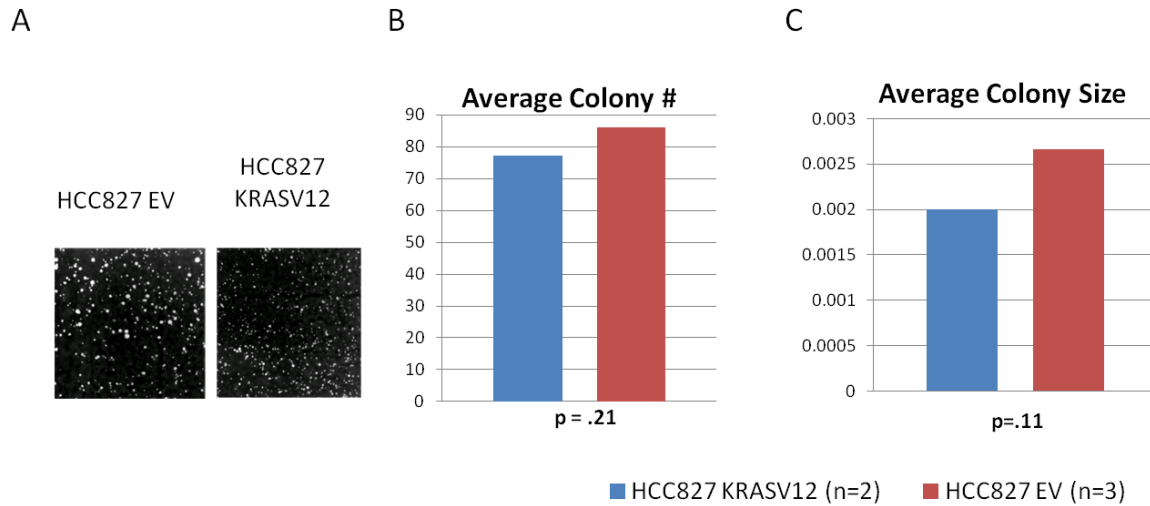 A
B
C
HCC827 EV
HCC827
KRASV12
Average Colony #
90
80
70
60
50
40
30
20
10
0
p = .21
Average Colony Size
0.003
0.0025
0.002
0.0015
0.001
0.0005
0
p=.11
HCC827 KRASV12 (n=2)
HCC827 EV (n=3)